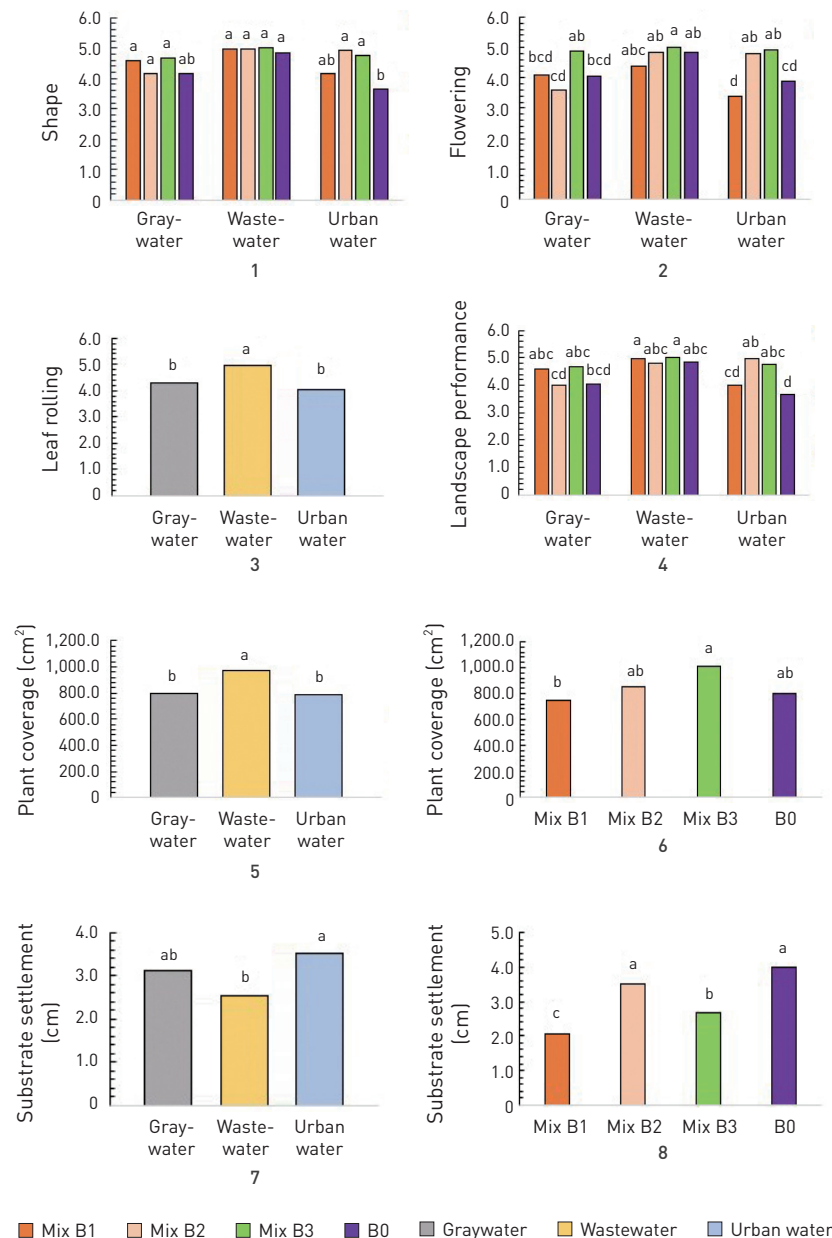 6.0
5.0
4.0
3.0
2.0
1.0
0
Shape
a a a ab
a a a a
ab a a b
Gray-
water
Waste-
water
Urban
water
1
6.0
5.0
4.0
3.0
2.0
1.0
0
Flowering
bcd cd ab bcd
abc ab a ab
d ab ab cd
Gray-
water
Waste-
water
Urban
water
2
6.0
5.0
4.0
3.0
2.0
1.0
0
Leaf rolling
b a b
Gray-
water
Waste-
water
Urban
water
3
6.0
5.0
4.0
3.0
2.0
1.0
0
Landscape performance
abc cd abc bcd
a abc a abc
cd ab abc d
Gray-
water
Waste-
water
Urban
water
4
1,200.0
1,000.0
800.0
600.0
400.0
200.0
0
Plant coverage (cm²)
b a b
Gray-
water
Waste-
water
Urban
water
5
1,200.0
1,000.0
800.0
600.0
400.0
200.0
0
Plant coverage (cm²)
b ab a ab
Mix B1 Mix B2 Mix B3 B0
6
4.0
3.0
2.0
1.0
0
Substrate settlement
(cm)
ab b a
Gray-
water
Waste-
water
Urban
water
7
5.0
4.0
3.0
2.0
1.0
0
Substrate settlement
(cm)
c a b a
Mix B1 Mix B2 Mix B3 B0
8
Mix B1 Mix B2 Mix B3 B0 Graywater Wastewater Urban water